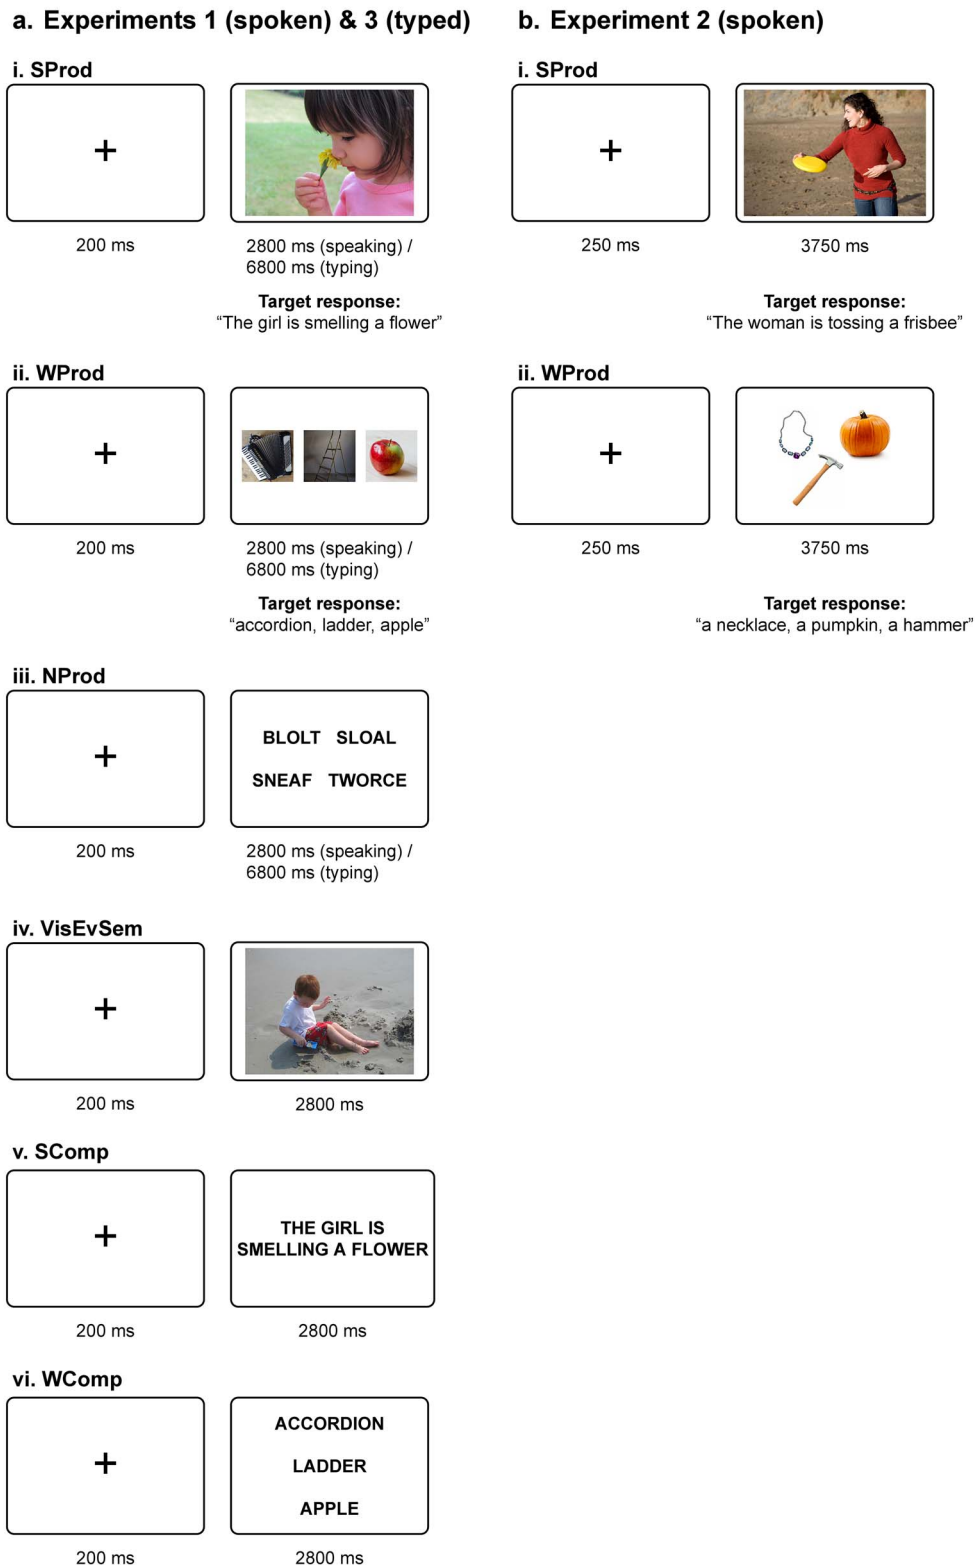 a. Experiments 1 (spoken) & 3 (typed)
i. SProd
+
200 ms
2800 ms (speaking) /
6800 ms (typing)
Target response:
“The girl is smelling a flower”
ii. WProd
+
200 ms
2800 ms (speaking) /
6800 ms (typing)
Target response:
“accordion, ladder, apple”
iii. NProd
+
BLOLT SLOAL
SNEAF TWORCE
200 ms
2800 ms (speaking) /
6800 ms (typing)
iv. VisEvSem
+
200 ms
2800 ms
v. SComp
+
THE GIRL IS
SMELLING A FLOWER
200 ms
2800 ms
vi. WComp
+
ACCORDION
LADDER
APPLE
200 ms
2800 ms
b. Experiment 2 (spoken)
i. SProd
+
250 ms
3750 ms
Target response:
“The woman is tossing a frisbee”
ii. WProd
+
250 ms
3750 ms
Target response:
“a necklace, a pumpkin, a hammer”